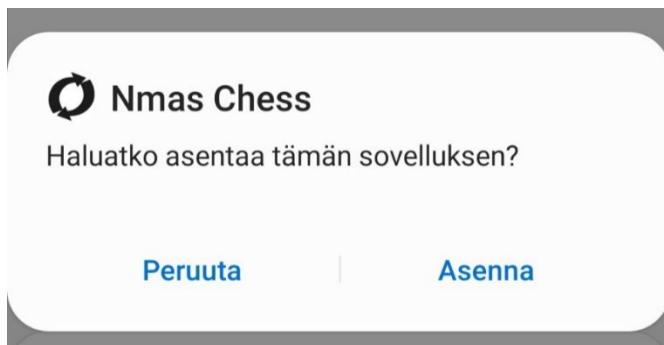 Nmas Chess
Haluatko asentaa tämän sovelluksen?
Peruuta Asenna